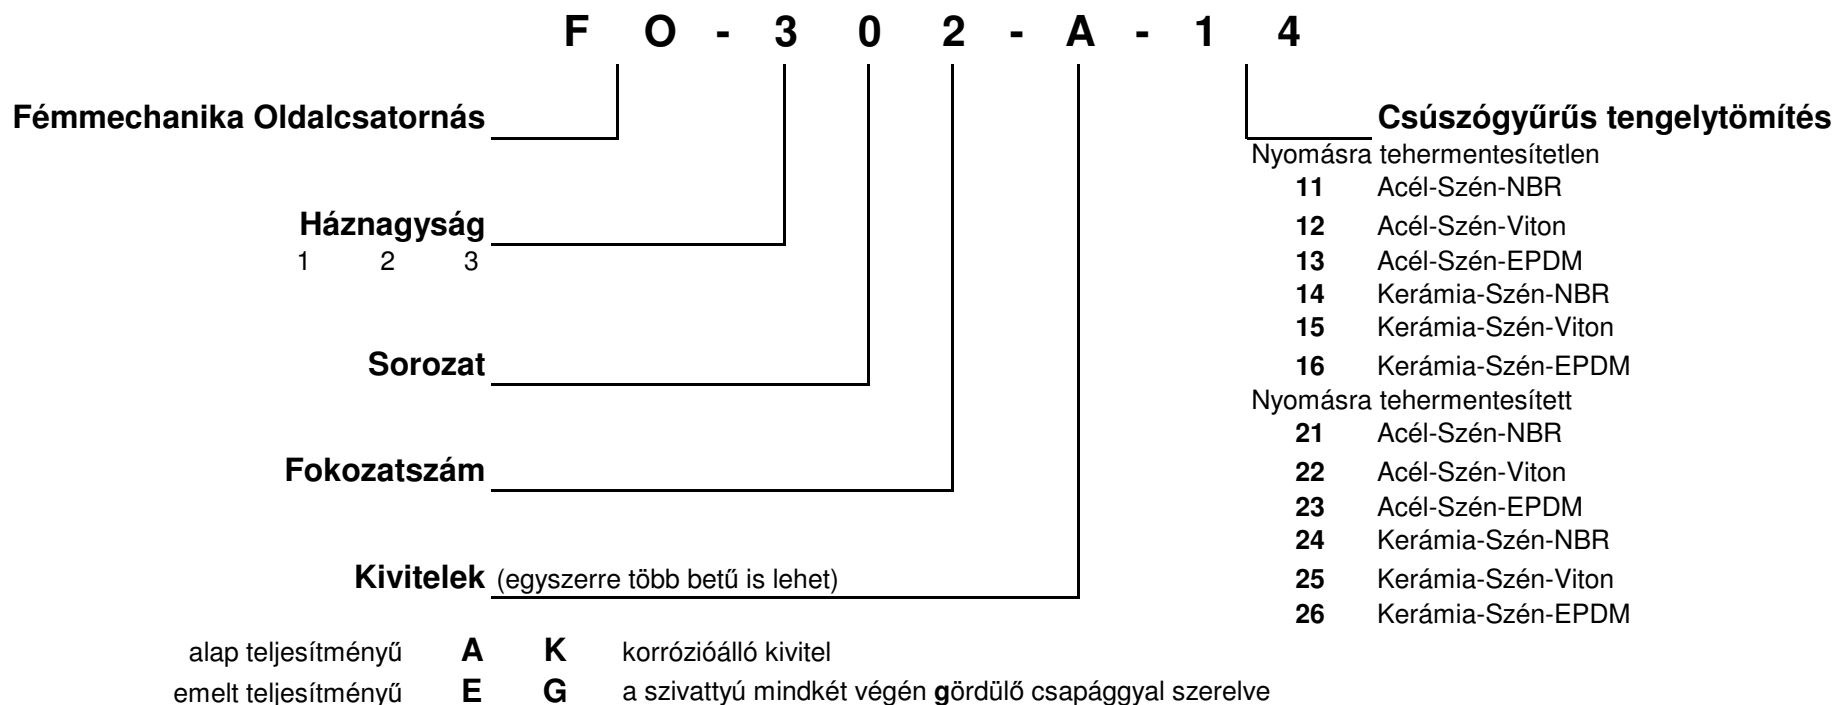 F O - 3 0 2 - A - 1 4
Fémmechanika Oldalcsatornás
Háznagyság
1 2 3
Sorozat
Fokozatszám
Kivitelek (egyszerre több betű is lehet)
alap teljesítményű A K korrózióálló kivitel
emelt teljesítményű E G a szivattyú mindkét végén gördülő csapággyal szerelve
Csúszógyűrűs tengelytömítés
Nyomásra tehermentesítetlen
11 Acél-Szén-NBR
12 Acél-Szén-Viton
13 Acél-Szén-EPDM
14 Kerámia-Szén-NBR
15 Kerámia-Szén-Viton
16 Kerámia-Szén-EPDM
Nyomásra tehermentesített
21 Acél-Szén-NBR
22 Acél-Szén-Viton
23 Acél-Szén-EPDM
24 Kerámia-Szén-NBR
25 Kerámia-Szén-Viton
26 Kerámia-Szén-EPDM